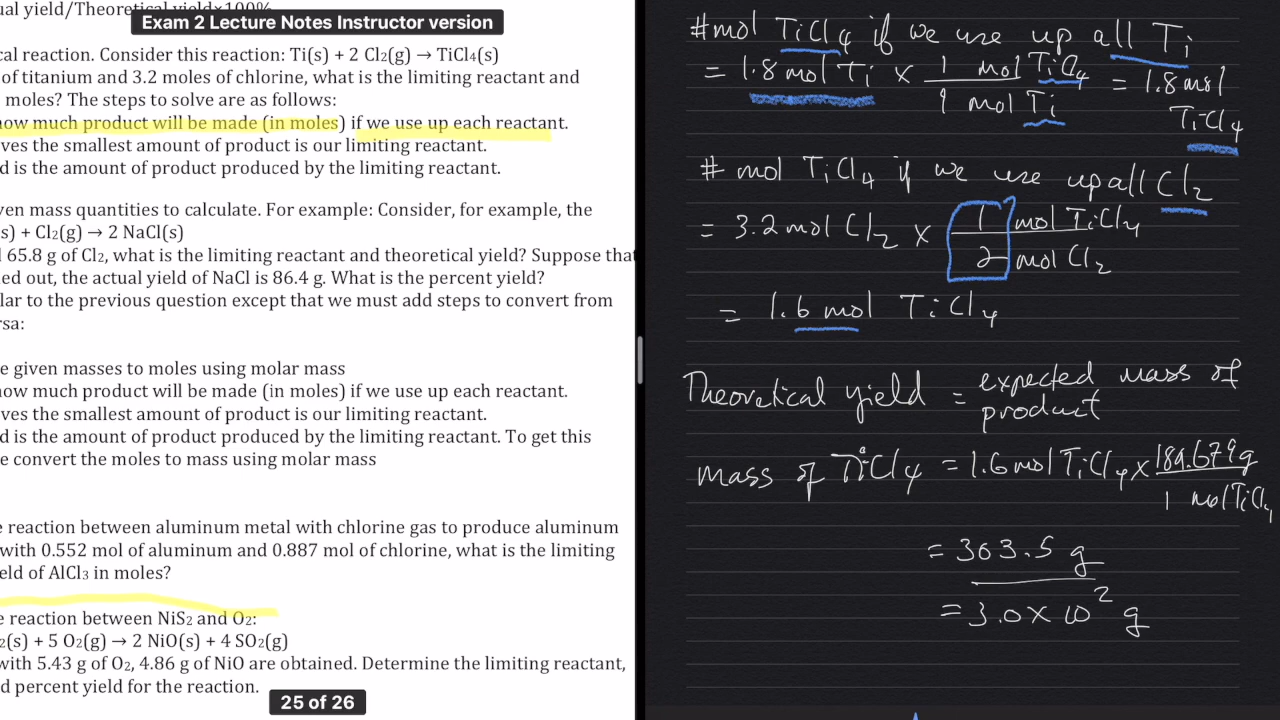 ual yield/Theoretical yield×100%
Exam 2 Lecture Notes Instructor version
cal reaction. Consider this reaction: Ti(s) + 2 Cl2(g) → TiCl4(s)
of titanium and 3.2 moles of chlorine, what is the limiting reactant and
moles? The steps to solve are as follows:
how much product will be made (in moles) if we use up each reactant.
ves the smallest amount of product is our limiting reactant.
d is the amount of product produced by the limiting reactant.
ven mass quantities to calculate. For example: Consider, for example, the
s) + Cl2(g) → 2 NaCl(s)
65.8 g of Cl2, what is the limiting reactant and theoretical yield? Suppose that
ied out, the actual yield of NaCl is 86.4 g. What is the percent yield?
lar to the previous question except that we must add steps to convert from
rsa:
e given masses to moles using molar mass
how much product will be made (in moles) if we use up each reactant.
ves the smallest amount of product is our limiting reactant.
d is the amount of product produced by the limiting reactant. To get this
e convert the moles to mass using molar mass
e reaction between aluminum metal with chlorine gas to produce aluminum
with 0.552 mol of aluminum and 0.887 mol of chlorine, what is the limiting
eld of AlCl3 in moles?
e reaction between NiS2 and O2:
2(s) + 5 O2(g) → 2 NiO(s) + 4 SO2(g)
with 5.43 g of O2, 4.86 g of NiO are obtained. Determine the limiting reactant,
d percent yield for the reaction.
25 of 26
#mol TiCl4 if we use up all Ti
= 1.8 mol Ti × 1 mol TiCl4 / 1 mol Ti = 1.8 mol
TiCl4
# mol TiCl4 if we use up all Cl2
= 3.2 mol Cl2 × 1 mol TiCl4 / 2 mol Cl2
= 1.6 mol TiCl4
Theoretical yield = expected mass of
product
mass of TiCl4 = 1.6 mol TiCl4 × 189.679 g / 1 mol TiCl4
= 303.5 g
= 3.0 × 10² g